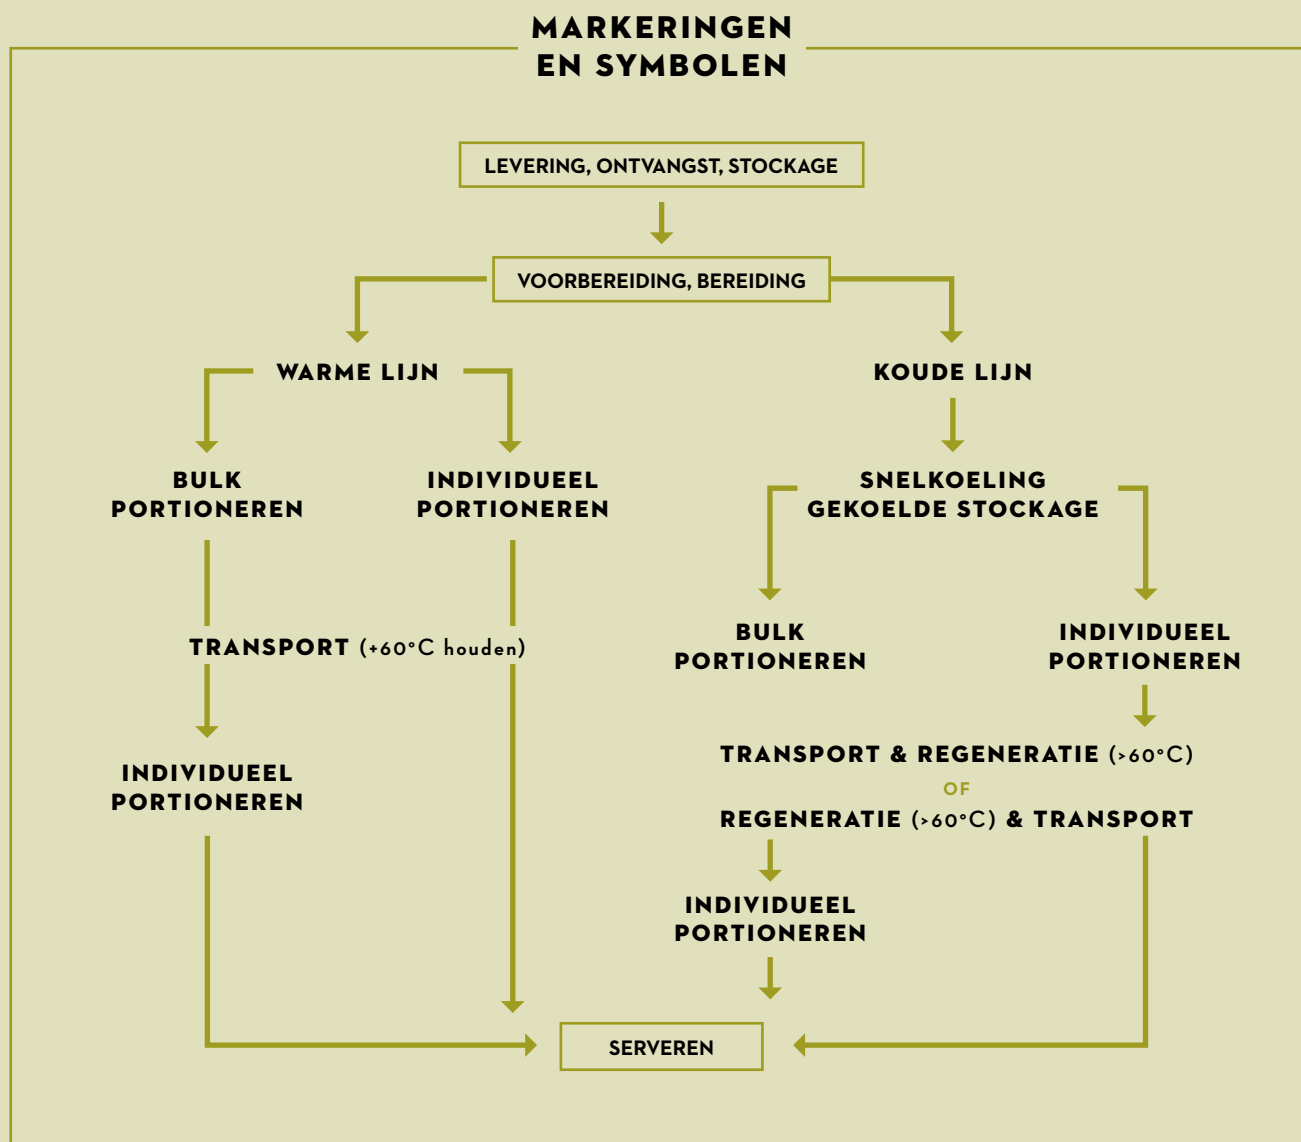 MARKERINGEN
EN SYMBOLEN
LEVERING, ONTVANGST, STOCKAGE
VOORBEREIDING, BEREIDING
WARME LIJN
KOUDE LIJN
BULK
PORTIONEREN
INDIVIDUEEL
PORTIONEREN
SNELKOELING
GEKOELDE STOCKAGE
TRANSPORT (+60°C houden)
BULK
PORTIONEREN
INDIVIDUEEL
PORTIONEREN
INDIVIDUEEL
PORTIONEREN
TRANSPORT & REGENERATIE (>60°C)
OF
REGENERATIE (>60°C) & TRANSPORT
INDIVIDUEEL
PORTIONEREN
SERVEREN